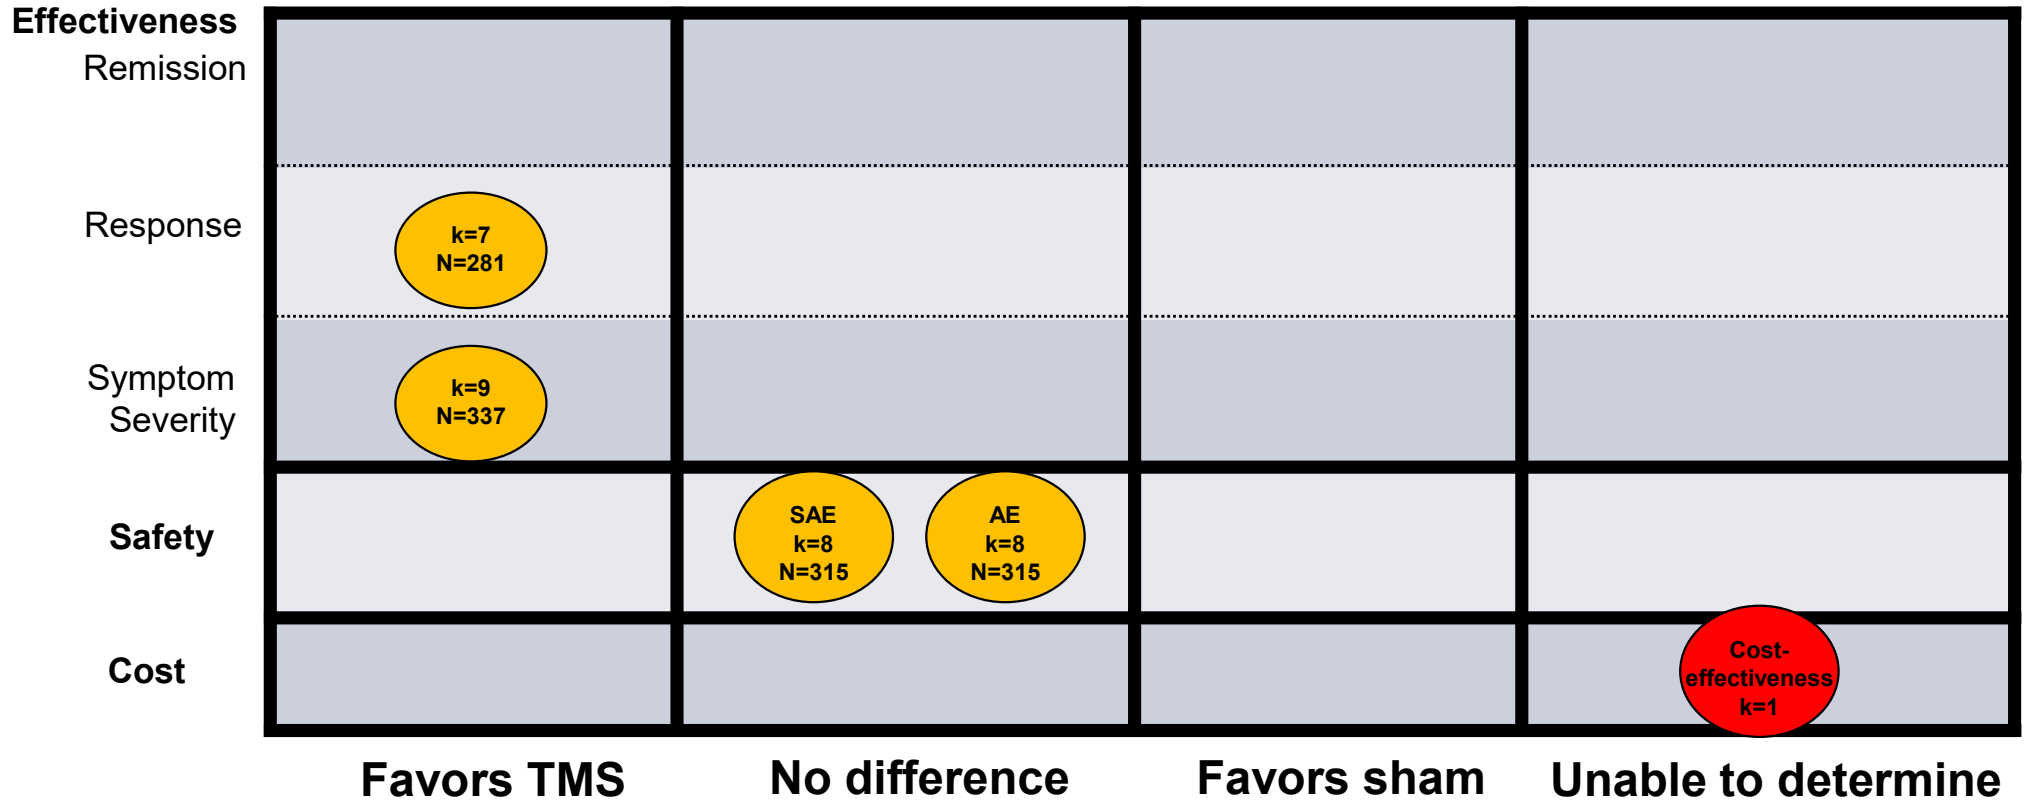 Effectiveness
Remission
Response
k=7
N=281
Symptom
Severity
k=9
N=337
Safety
SAE
k=8
N=315
AE
k=8
N=315
Cost
Cost-
effectiveness
k=1
Favors TMS
No difference
Favors sham
Unable to determine